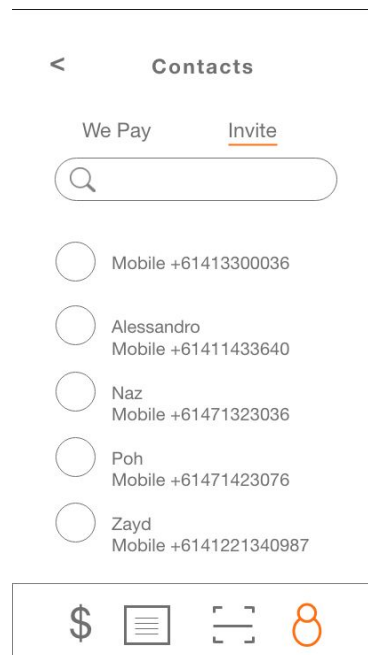 < Contacts
We Pay Invite
Mobile +61413300036
Alessandro
Mobile +61411433640
Naz
Mobile +61471323036
Poh
Mobile +61471423076
Zayd
Mobile +6141221340987
$